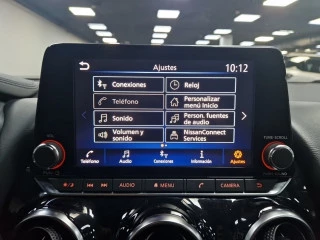 Ajustes
10:12
Conexiones
Reloj
Teléfono
Personalizar
menú Inicio
Sonido
Person. fuentes
de audio
Volumen y
sonido
NissanConnect
Services
Teléfono
Audio
Conexiones
Información
Ajustes
AUDIO
MENU
CAMERA